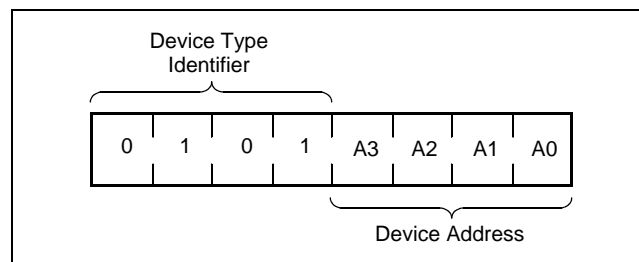 Device Type
Identifier
0 1 0 1 A3 A2 A1 A0
Device Address